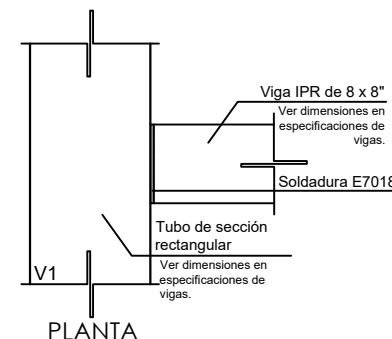 Viga IPR de 8 x 8"
Ver dimensiones en
especificaciones de
vigas.
Soldadura E7018
Tubo de sección
rectangular
Ver dimensiones en
especificaciones de
vigas.
V1
PLANTA